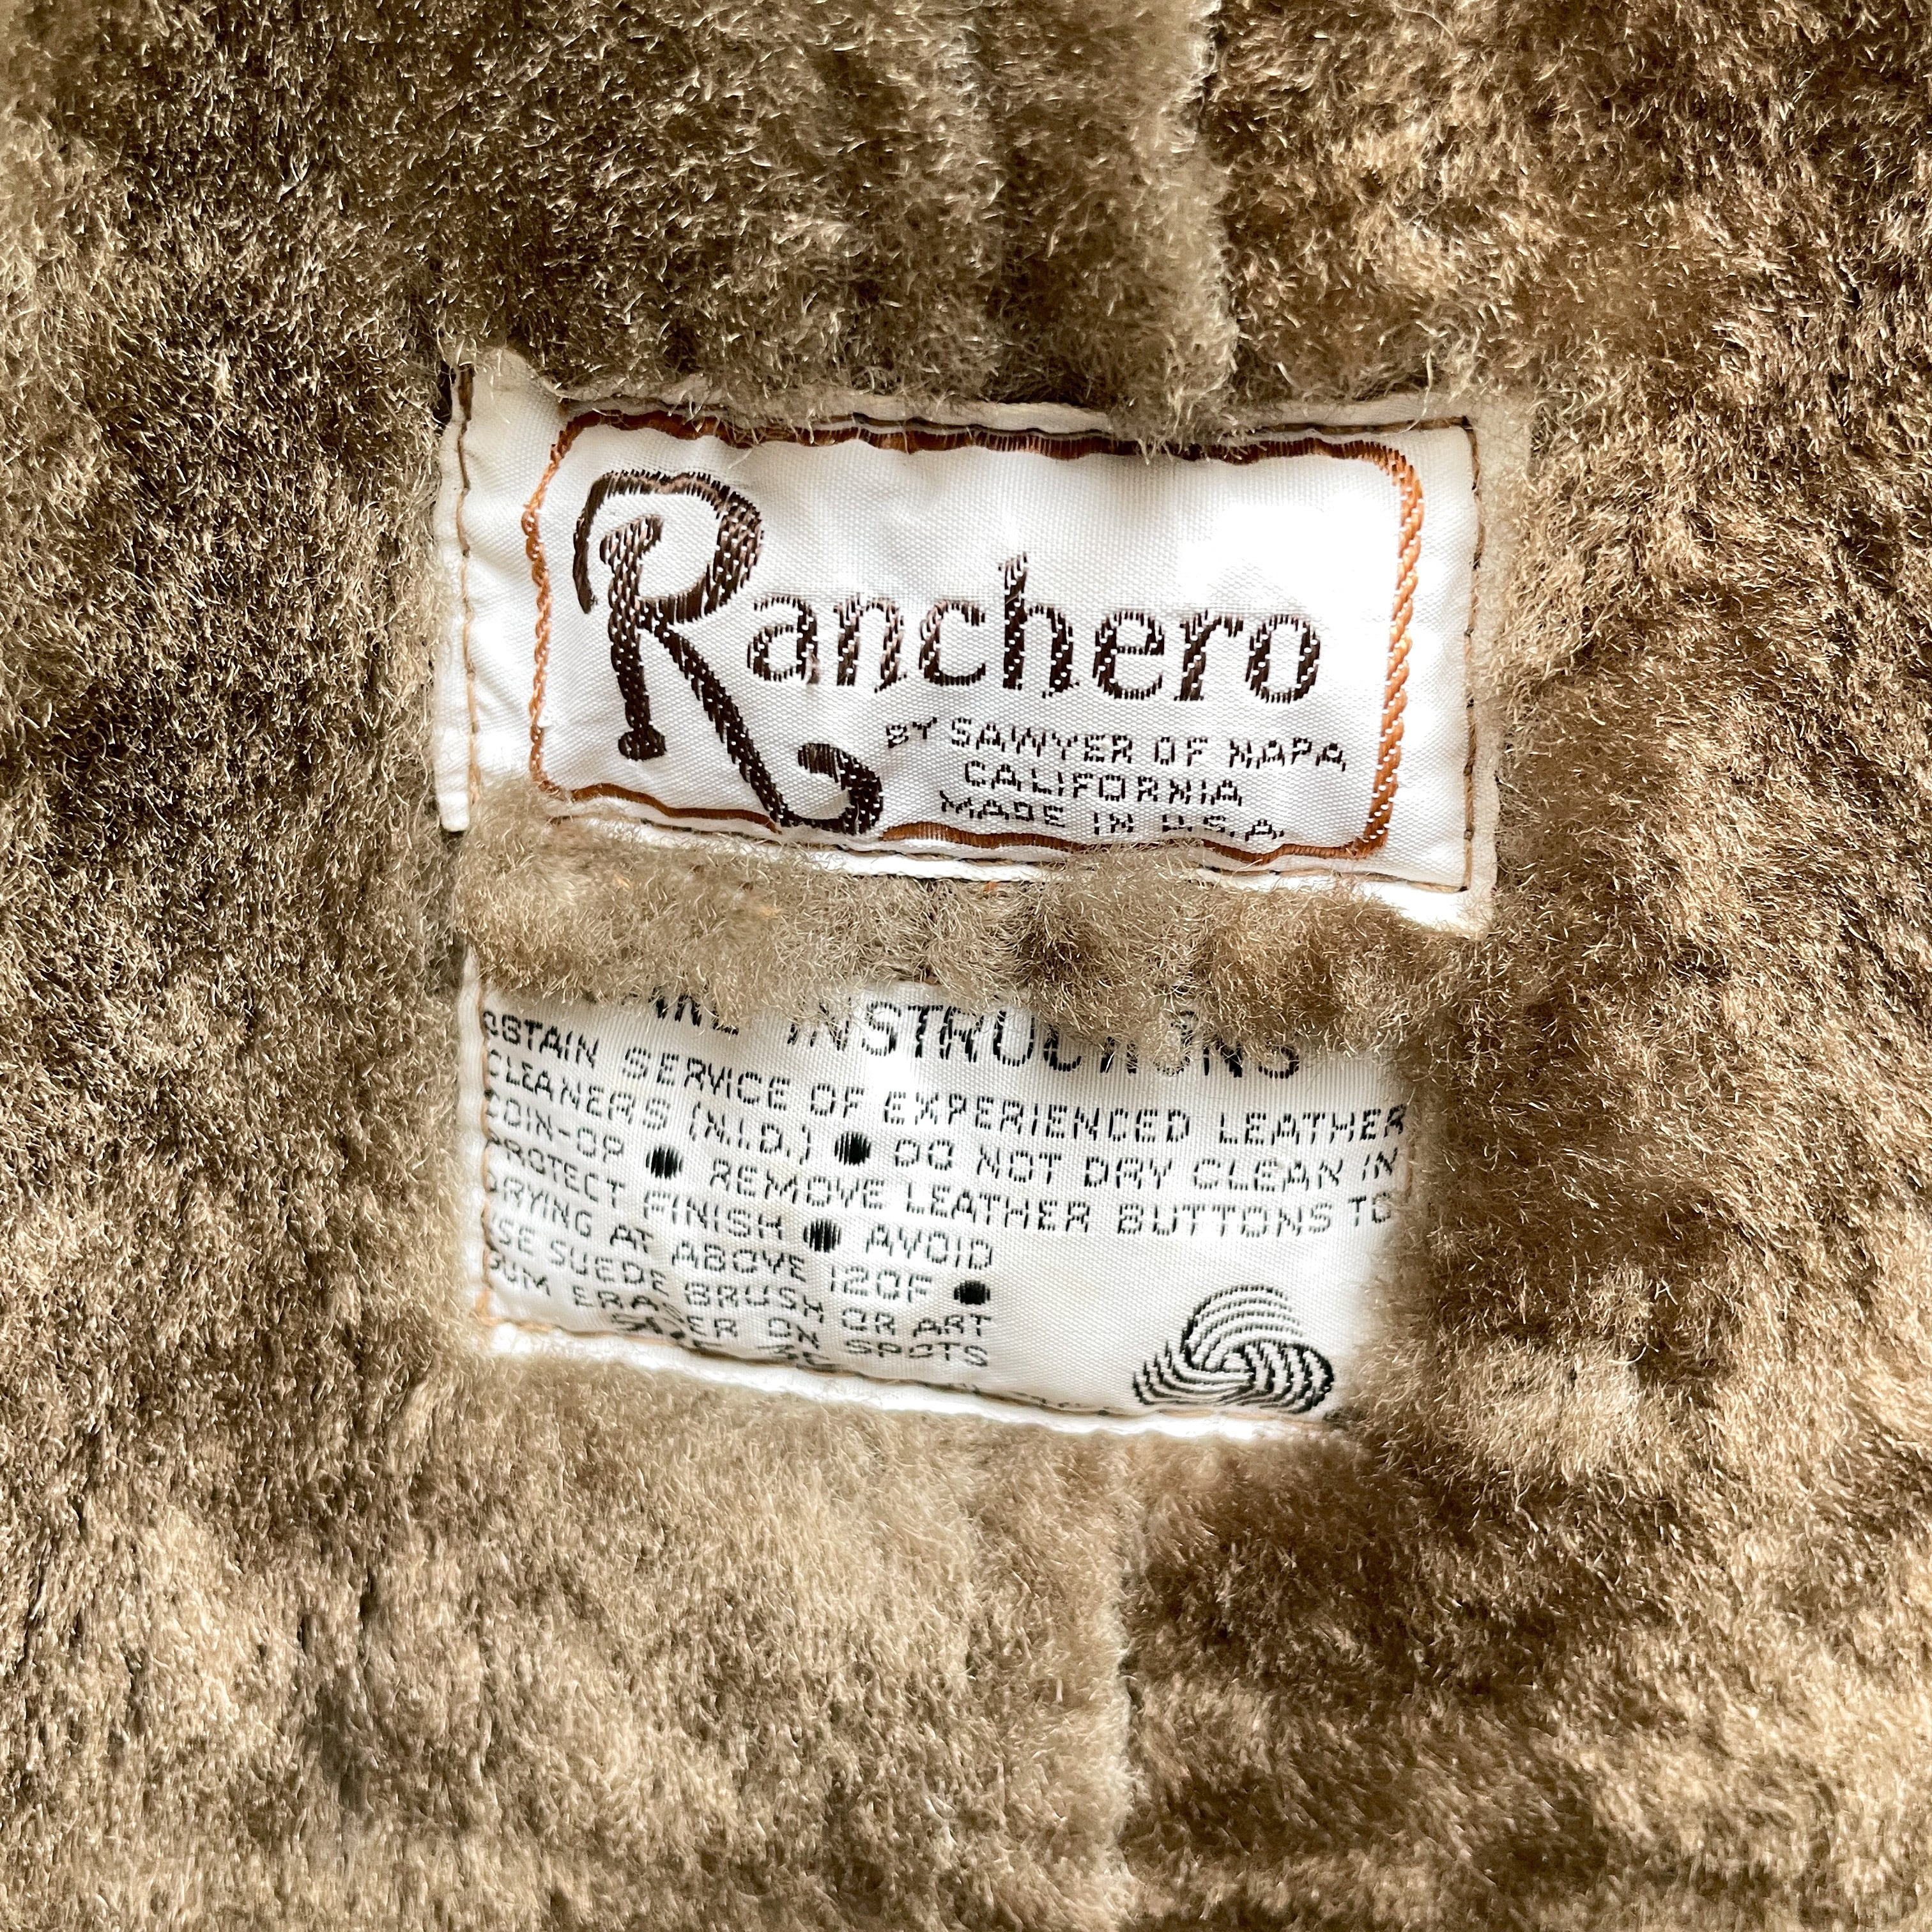 Ranchero
BY SAWYER OF NAPA,
CALIFORNIA
MADE IN U.S.A.
INSTRUCTIONS
OBTAIN SERVICE OF EXPERIENCED LEATHER
CLEANERS (N.I.D.) ● DO NOT DRY CLEAN IN
COIN-OP ● REMOVE LEATHER BUTTONS TO
PROTECT FINISH ● AVOID
DRYING AT ABOVE 120F ●
USE SUEDE BRUSH OR ART
GUM ERASER ON SPOTS